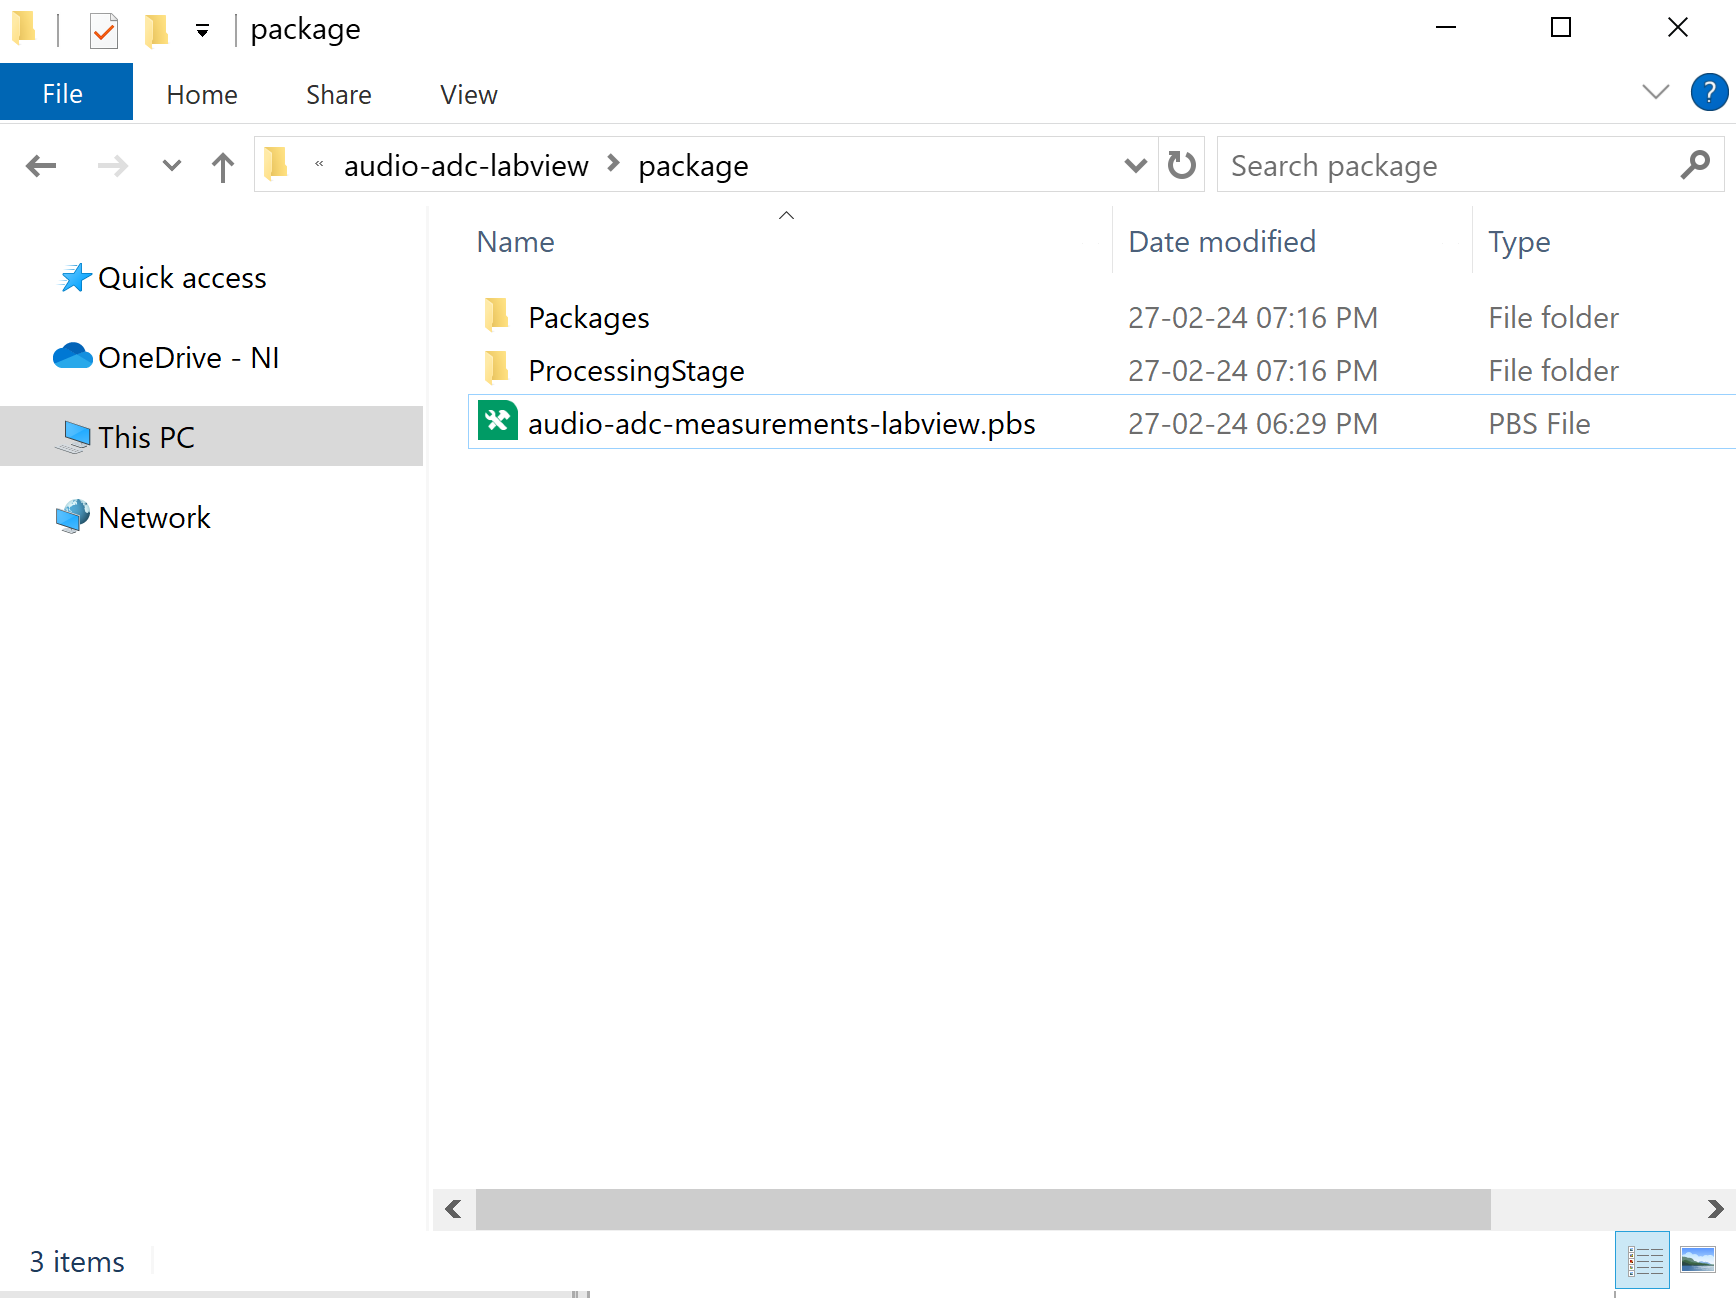 package
File Home Share View ?
« audio-adc-labview package Search package
Name Date modified Type
Quick access
OneDrive - NI
This PC
Network
Packages 27-02-24 07:16 PM File folder
ProcessingStage 27-02-24 07:16 PM File folder
audio-adc-measurements-labview.pbs 27-02-24 06:29 PM PBS File
3 items